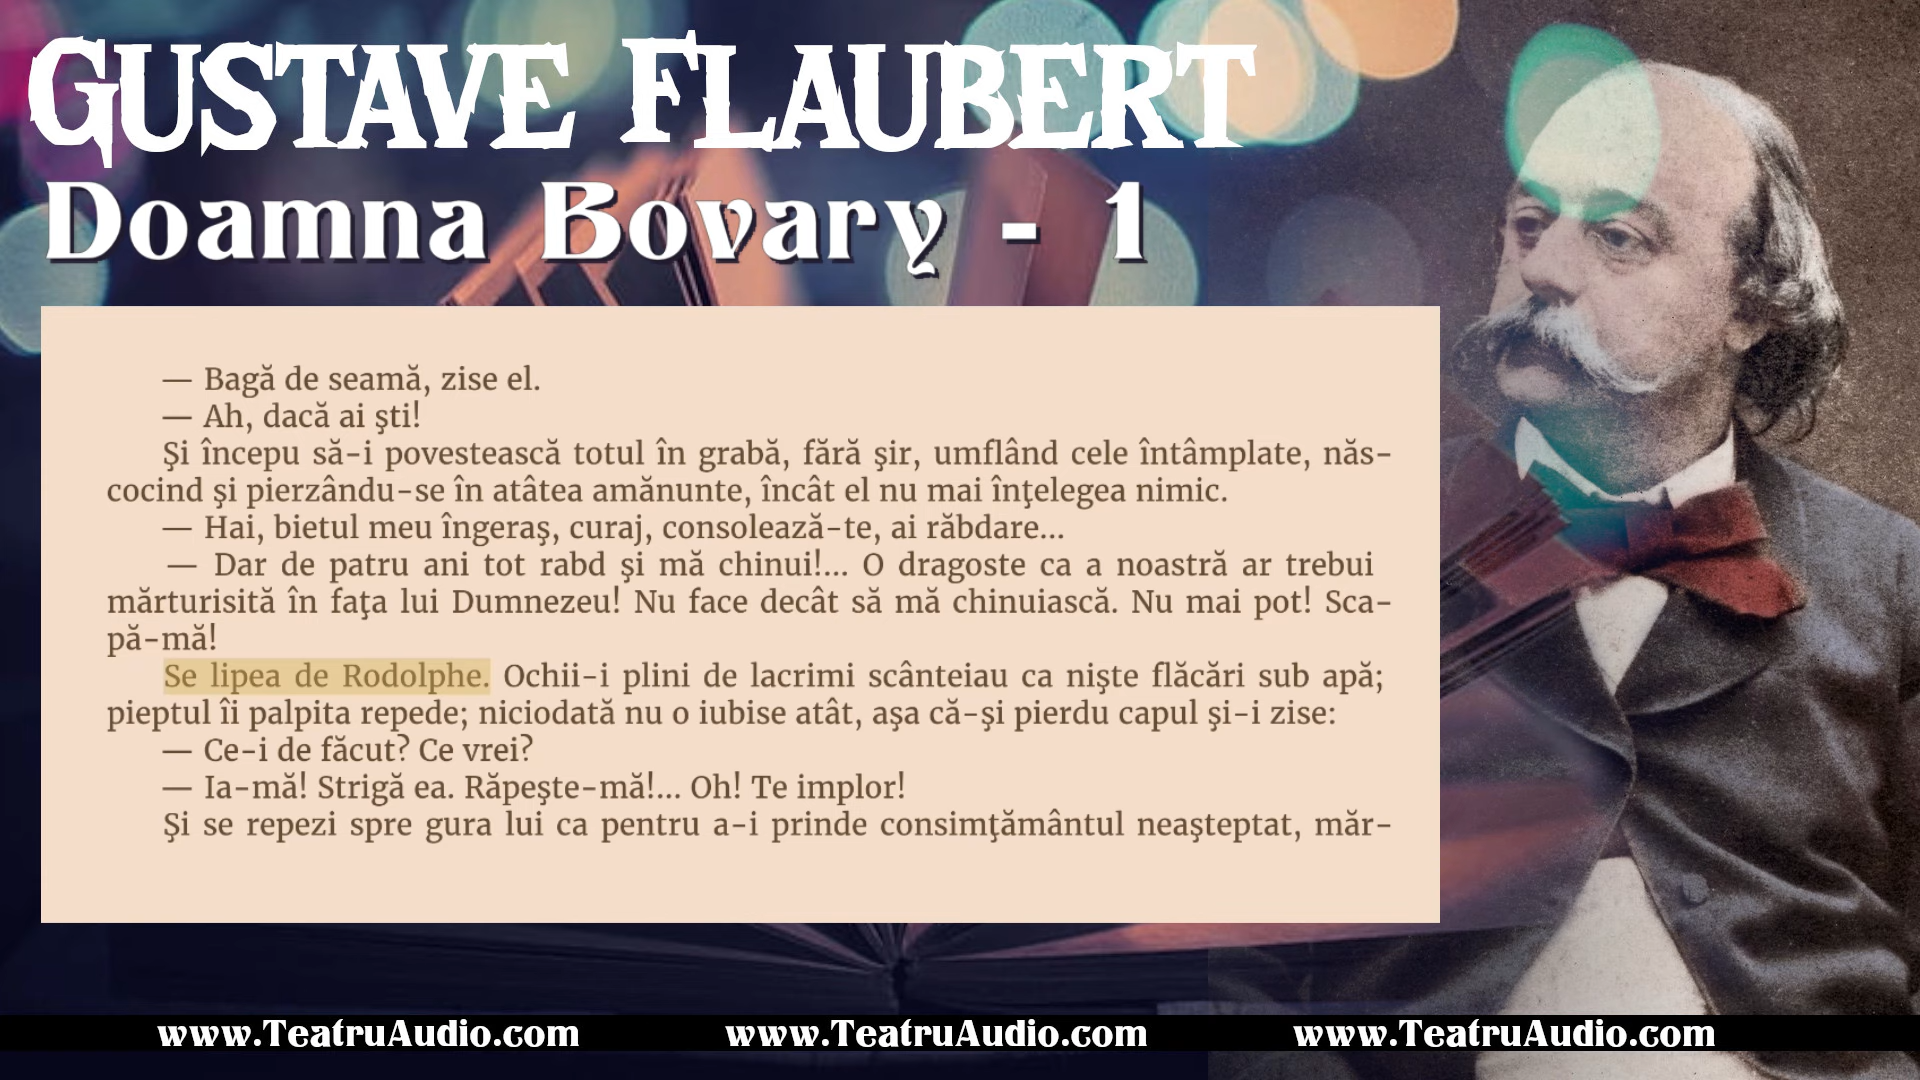 GUSTAVE FLAUBERT
Doamna Bovary - 1
— Bagă de seamă, zise el.
— Ah, dacă ai şti!
Şi începu să-i povestească totul în grabă, fără şir, umflând cele întâmplate, năs-
cocind şi pierzându-se în atâtea amănunte, încât el nu mai înţelegea nimic.
— Hai, bietul meu îngeraş, curaj, consolează-te, ai răbdare...
— Dar de patru ani tot rabd şi mă chinui!... O dragoste ca a noastră ar trebui
mărturisită în faţa lui Dumnezeu! Nu face decât să mă chinuiască. Nu mai pot! Sca-
pă-mă!
Se lipea de Rodolphe. Ochii-i plini de lacrimi scânteiau ca nişte flăcări sub apă;
pieptul îi palpita repede; niciodată nu o iubise atât, aşa că-şi pierdu capul şi-i zise:
— Ce-i de făcut? Ce vrei?
— Ia-mă! Strigă ea. Răpeşte-mă!... Oh! Te implor!
Şi se repezi spre gura lui ca pentru a-i prinde consimţământul neaşteptat, măr-
www.TeatruAudio.com www.TeatruAudio.com www.TeatruAudio.com